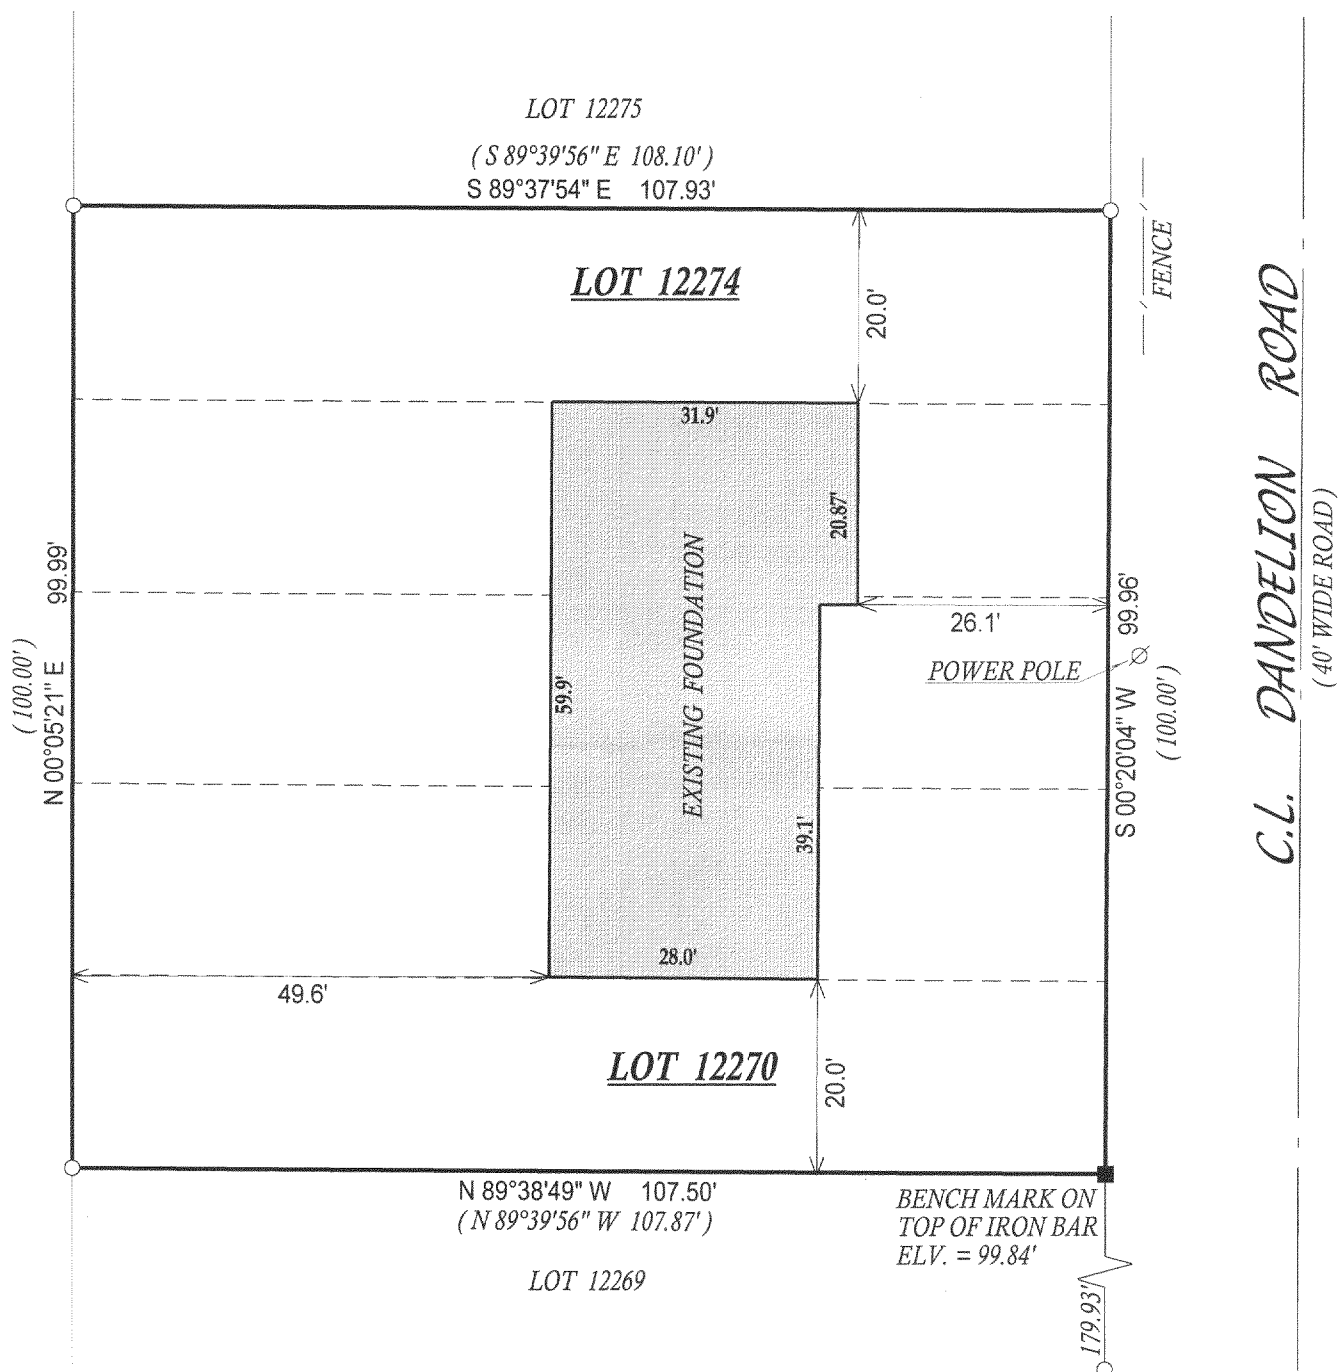 LOT 12275
( S 89°39'56" E 108.10' )
S 89°37'54" E 107.93'
LOT 12274
20.0'
FENCE
31.9'
20.87'
EXISTING FOUNDATION
59.9'
39.1'
28.0'
26.1'
POWER POLE
( 100.00' )
N 00°05'21" E 99.99'
S 00°20'04" W 99.96'
( 100.00' )
C.L. DANDELION ROAD
( 40' WIDE ROAD )
49.6'
LOT 12270
20.0'
N 89°38'49" W 107.50'
( N 89°39'56" W 107.87' )
BENCH MARK ON
TOP OF IRON BAR
ELV. = 99.84'
LOT 12269
179.93'